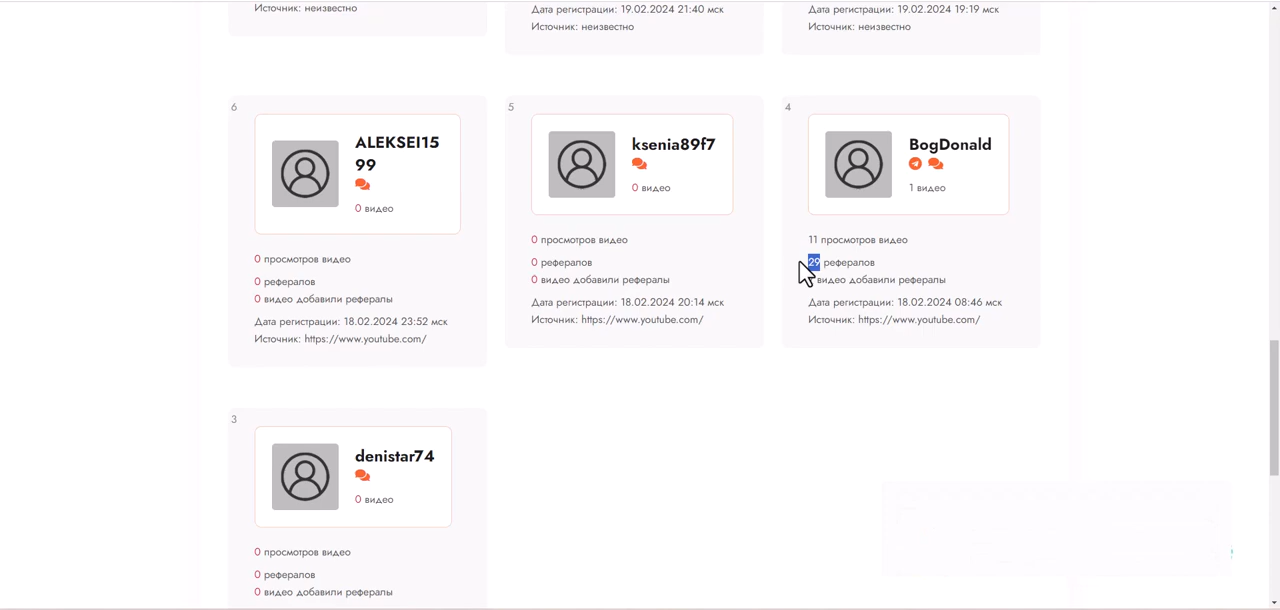 Источник: неизвестно
Дата регистрации: 19.02.2024 21:40 мск
Источник: неизвестно
Дата регистрации: 19.02.2024 19:19 мск
Источник: неизвестно
6
ALEKSEI15
99
0 видео
0 просмотров видео
0 рефералов
0 видео добавили рефералы
Дата регистрации: 18.02.2024 23:52 мск
Источник: https://www.youtube.com/
5
ksenia89f7
0 видео
0 просмотров видео
0 рефералов
0 видео добавили рефералы
Дата регистрации: 18.02.2024 20:14 мск
Источник: https://www.youtube.com/
4
BogDonald
1 видео
11 просмотров видео
29 рефералов
видео добавили рефералы
Дата регистрации: 18.02.2024 08:46 мск
Источник: https://www.youtube.com/
3
denistar74
0 видео
0 просмотров видео
0 рефералов
0 видео добавили рефералы